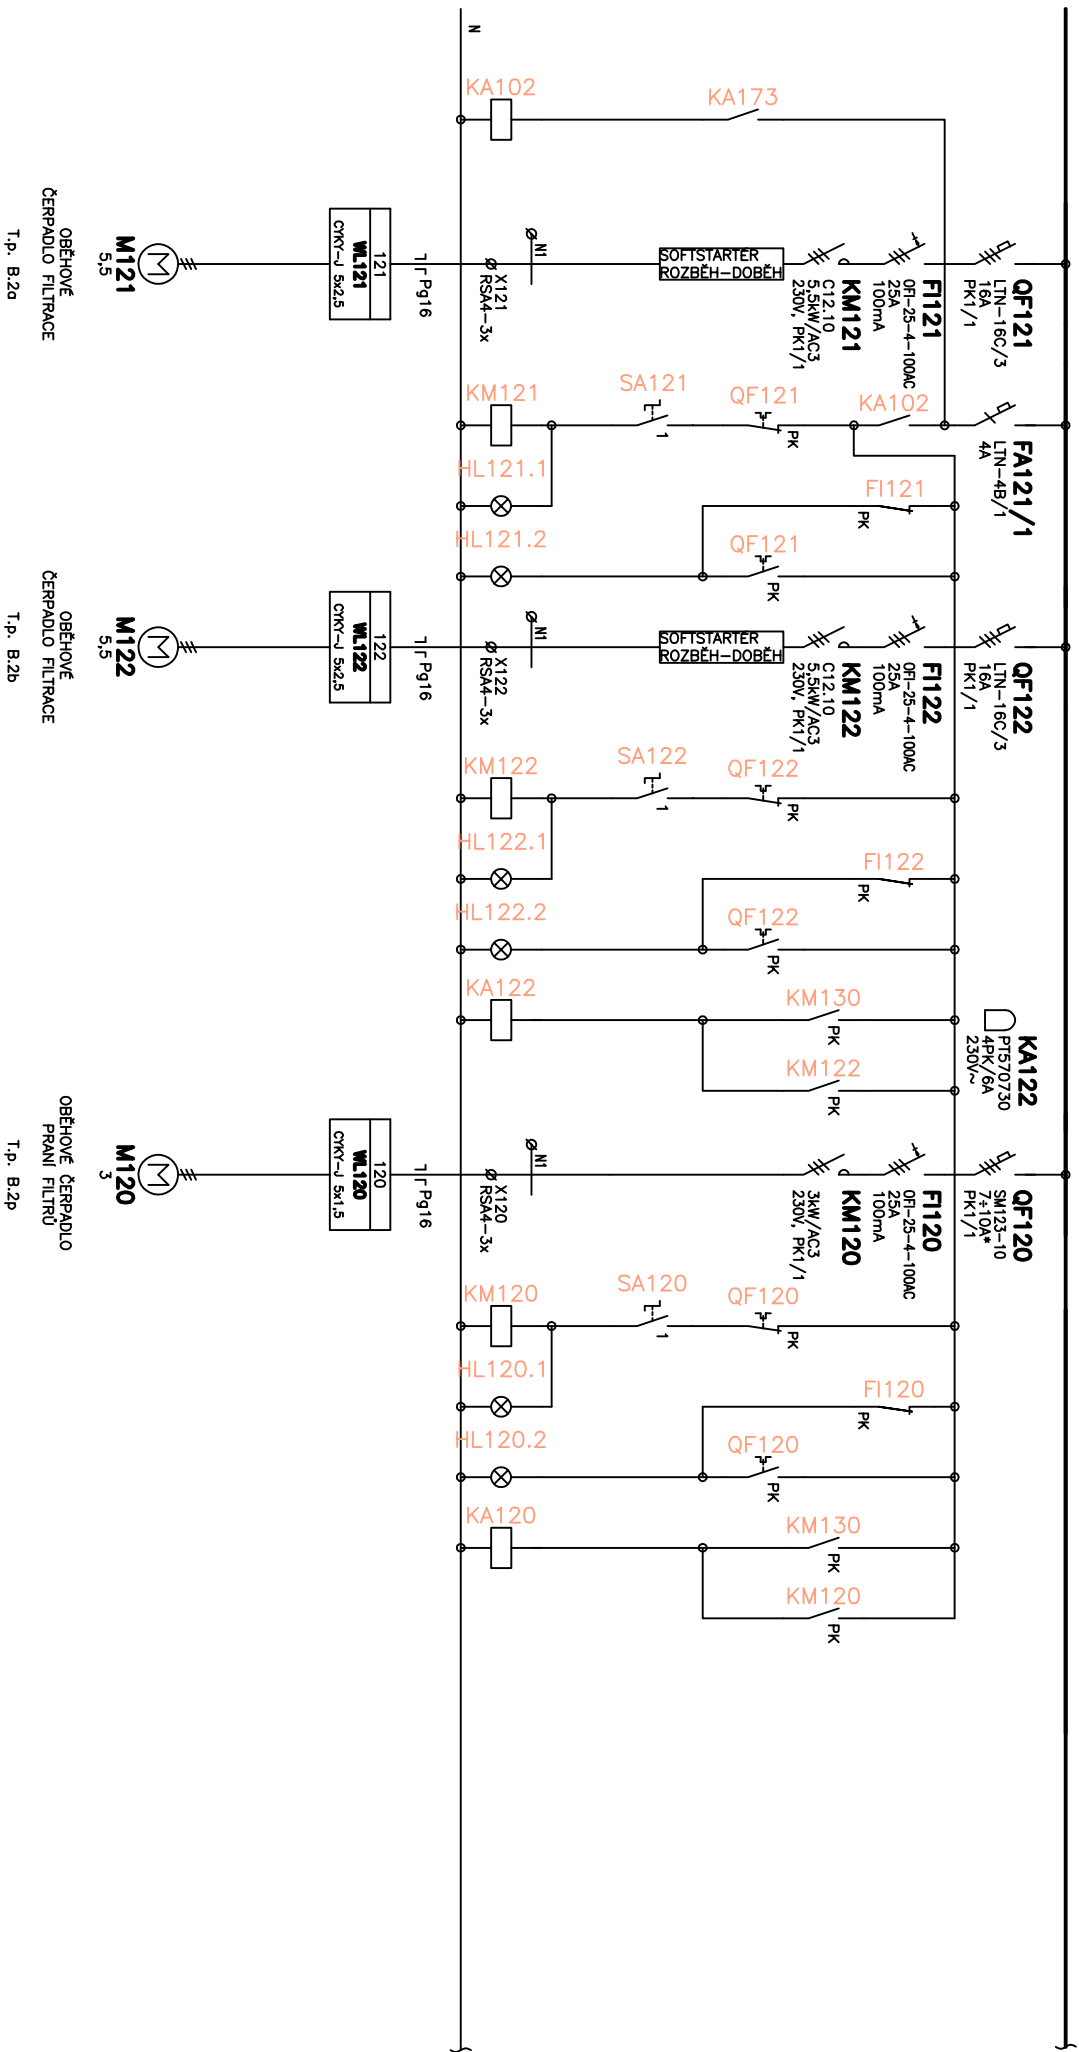 N
KA102
KA173
QF121
LTN-16C/3
16A
PK1/1
FI121
OFI-25-4-100AC
25A
100mA
KM121
C12.10
5,5kW/AC3
230V, PK1/1
SOFTSTARTÉR
ROZBĚH-DOBĚH
N1
X121
RSA4-3x
Pg16
121
WL121
CYKY-J 5x2,5
M
M121
5,5
OBĚHOVÉ
ČERPADLO FILTRACE
T.p. B.2a
FA121/1
LTN-4B/1
4A
KA102
QF121
PK
SA121
1
KM121
HL121.1
FI121
PK
QF121
PK
HL121.2
QF122
LTN-16C/3
16A
PK1/1
FI122
OFI-25-4-100AC
25A
100mA
KM122
C12.10
5,5kW/AC3
230V, PK1/1
SOFTSTARTÉR
ROZBĚH-DOBĚH
N1
X122
RSA4-3x
Pg16
122
WL122
CYKY-J 5x2,5
M
M122
5,5
OBĚHOVÉ
ČERPADLO FILTRACE
T.p. B.2b
QF122
PK
SA122
1
KM122
HL122.1
FI122
PK
QF122
PK
HL122.2
KA122
PT570730
4PK/6A
230V~
KM130
PK
KA122
KM122
PK
QF120
SM123-10
7÷10A*
PK1/1
FI120
OFI-25-4-100AC
25A
100mA
KM120
3kW/AC3
230V, PK1/1
N1
X120
RSA4-3x
Pg16
120
WL120
CYKY-J 5x1,5
M
M120
3
OBĚHOVÉ ČERPADLO
PRANÍ FILTRŮ
T.p. B.2p
QF120
PK
SA120
1
KM120
HL120.1
FI120
PK
QF120
PK
HL120.2
KM130
PK
KA120
KM120
PK